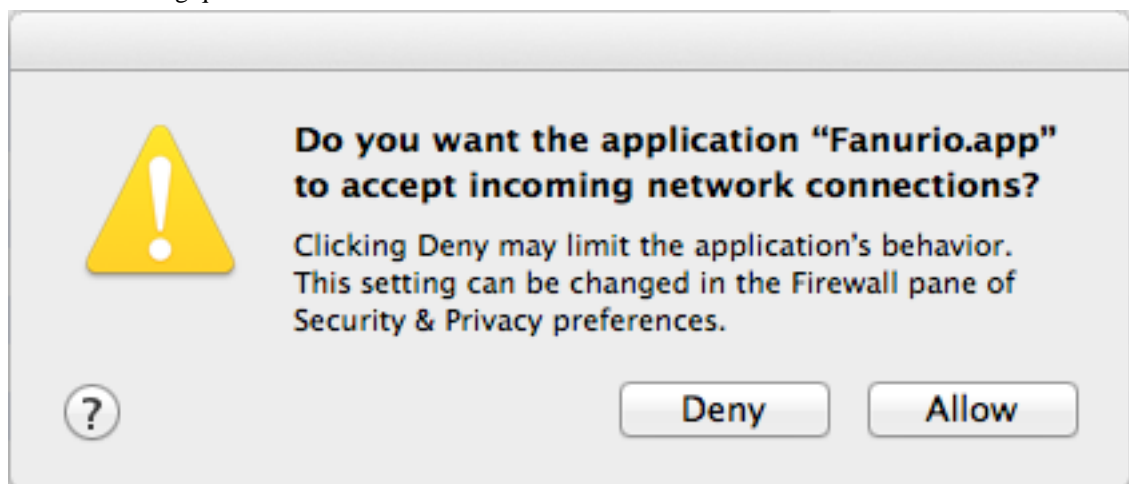 Do you want the application “Fanurio.app”
to accept incoming network connections?
Clicking Deny may limit the application’s behavior.
This setting can be changed in the Firewall pane of
Security & Privacy preferences.
?
Deny
Allow